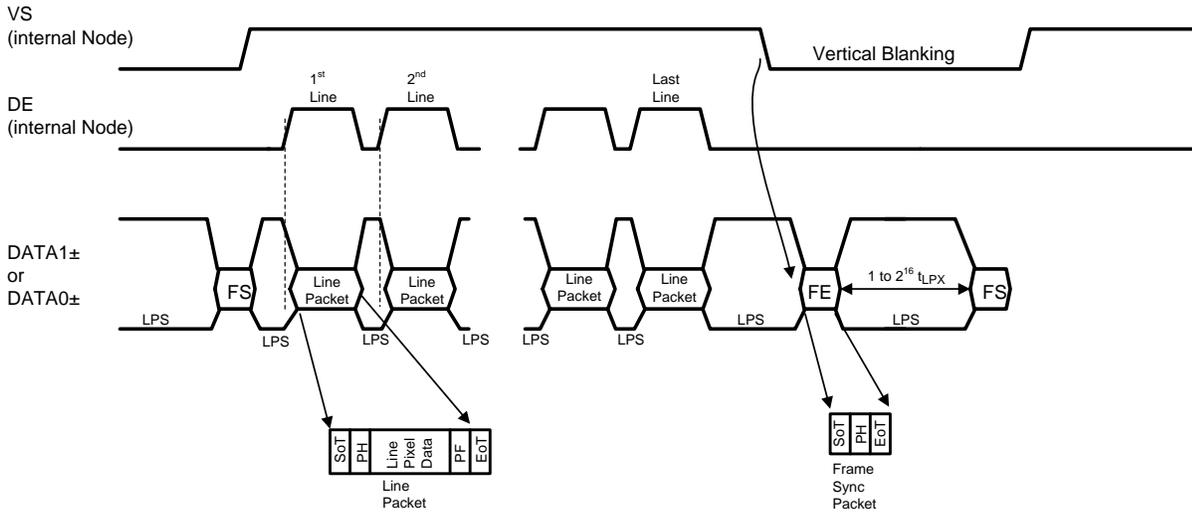 VS
(internal Node)
Vertical Blanking
DE
(internal Node)
1st
Line
2nd
Line
Last
Line
DATA1±
or
DATA0±
FS
Line
Packet
Line
Packet
Line
Packet
Line
Packet
FE
1 to 2^16 tLPX
FS
LPS
LPS
LPS
LPS
LPS
LPS
LPS
LPS
SoT
PH
Line
Pixel
Data
PF
EoT
Line
Packet
SoT
PH
EoT
Frame
Sync
Packet